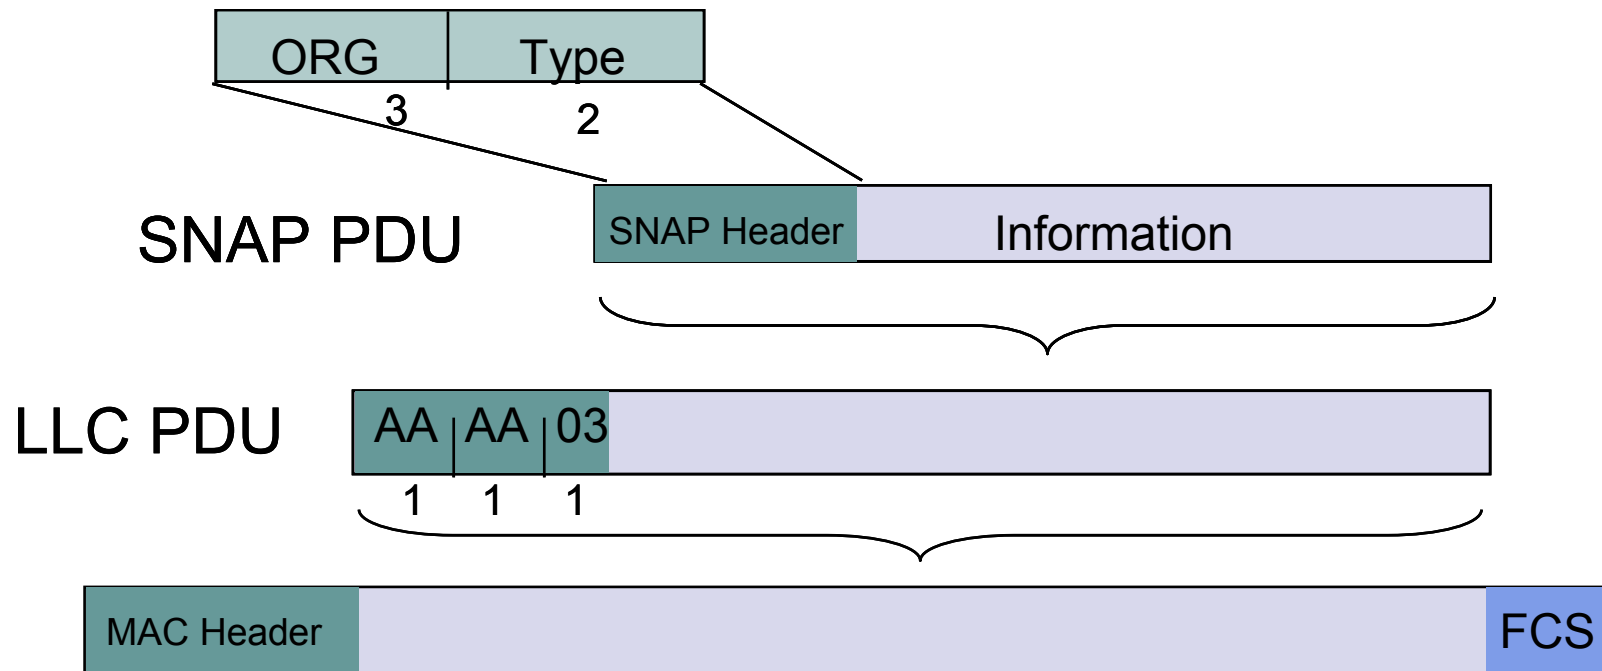 ORG Type
3 2
SNAP PDU SNAP Header Information
LLC PDU AA AA 03
1 1 1
MAC Header FCS